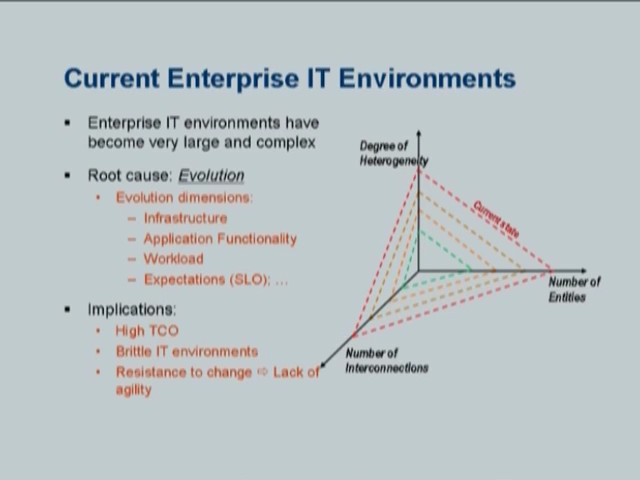 Current Enterprise IT Environments
▪ Enterprise IT environments have
become very large and complex
▪ Root cause: Evolution
• Evolution dimensions:
– Infrastructure
– Application Functionality
– Workload
– Expectations (SLO); ...
▪ Implications:
• High TCO
• Brittle IT environments
• Resistance to change ⇨ Lack of
agility
Degree of
Heterogeneity
Current state
Number of
Entities
Number of
Interconnections